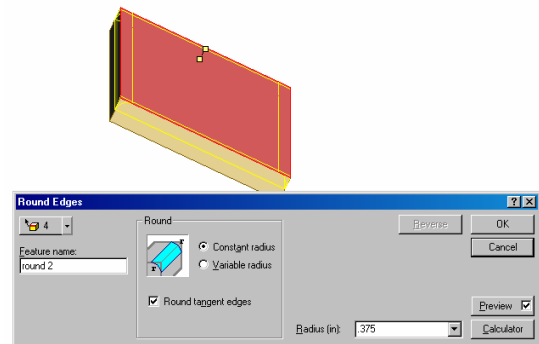 Round Edges
? X
4
Round
Reverse
OK
Feature name:
round 2
r
r
Constant radius
Variable radius
Cancel
Round tangent edges
Preview
Radius (in):
.375
Calculator